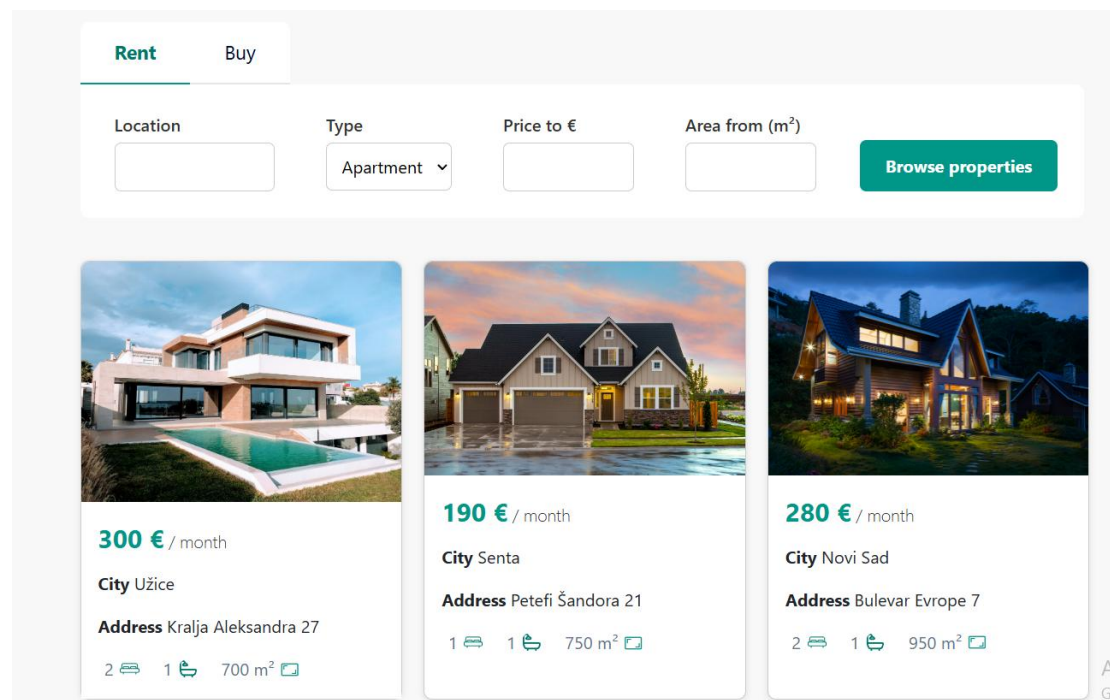 Rent Buy
Location Type Price to € Area from (m²)
Apartment
Browse properties
300 € / month
City Užice
Address Kralja Aleksandra 27
2 1 700 m²
190 € / month
City Senta
Address Petefi Šandora 21
1 1 750 m²
280 € / month
City Novi Sad
Address Bulevar Evrope 7
2 1 950 m²